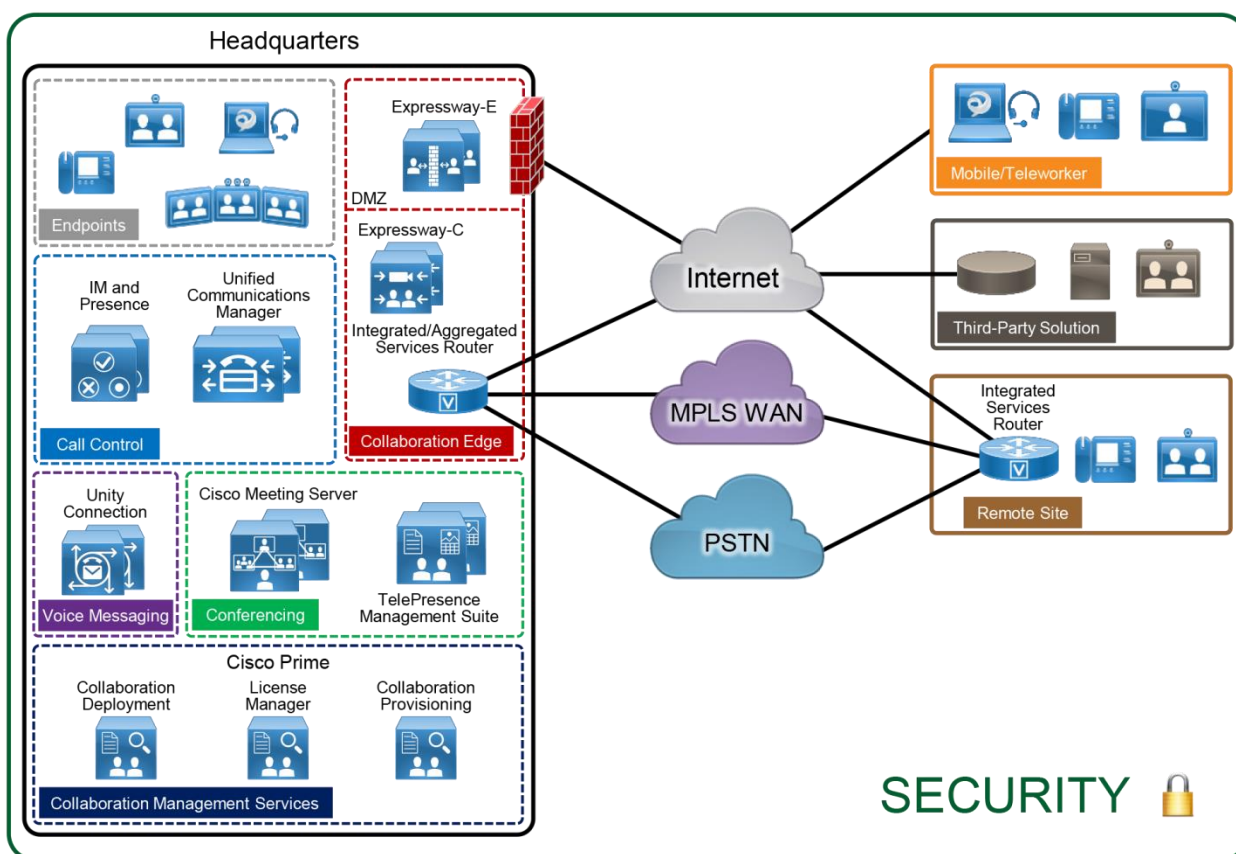 Headquarters
Endpoints
Expressway-E
DMZ
Expressway-C
Integrated/Aggregated
Services Router
Collaboration Edge
IM and
Presence
Unified
Communications
Manager
Call Control
Unity
Connection
Voice Messaging
Cisco Meeting Server
TelePresence
Management Suite
Conferencing
Cisco Prime
Collaboration
Deployment
License
Manager
Collaboration
Provisioning
Collaboration Management Services
Internet
MPLS WAN
PSTN
Mobile/Teleworker
Third-Party Solution
Integrated
Services
Router
Remote Site
V
V
SECURITY